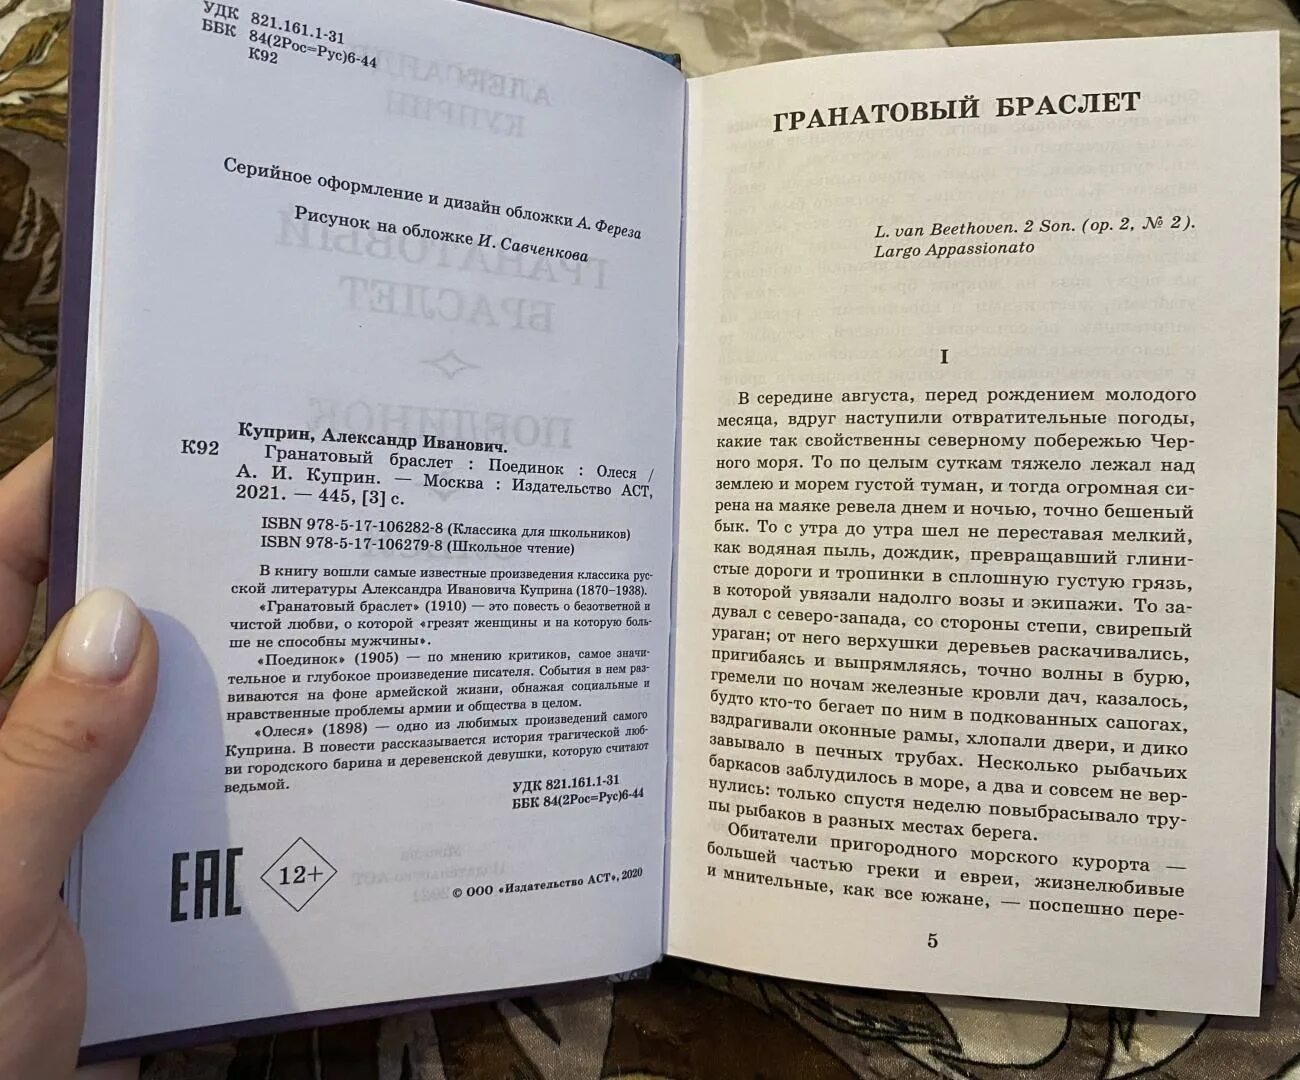 УДК 821.161.1-31
ББК 84(2Рос=Рус)6-44
К92
Серийное оформление и дизайн обложки А. Фереза
Рисунок на обложке И. Савченкова
Куприн, Александр Иванович.
К92 Гранатовый браслет : Поединок : Олеся /
А. И. Куприн. — Москва : Издательство АСТ,
2021. — 445, [3] с.
ISBN 978-5-17-106282-8 (Классика для школьников)
ISBN 978-5-17-106279-8 (Школьное чтение)
В книгу вошли самые известные произведения классика рус-
ской литературы Александра Ивановича Куприна (1870–1938).
«Гранатовый браслет» (1910) — это повесть о безответной и
чистой любви, о которой «грезят женщины и на которую боль-
ше не способны мужчины».
«Поединок» (1905) — по мнению критиков, самое значи-
тельное и глубокое произведение писателя. События в нем раз-
виваются на фоне армейской жизни, обнажая социальные и
нравственные проблемы армии и общества в целом.
«Олеся» (1898) — одно из любимых произведений самого
Куприна. В повести рассказывается история трагической люб-
ви городского барина и деревенской девушки, которую считают
ведьмой.
УДК 821.161.1-31
ББК 84(2Рос=Рус)6-44
ЕАС
12+
© ООО «Издательство АСТ», 2020
ГРАНАТОВЫЙ БРАСЛЕТ
L. van Beethoven. 2 Son. (op. 2, № 2).
Largo Appassionato
I
В середине августа, перед рождением молодого
месяца, вдруг наступили отвратительные погоды,
какие так свойственны северному побережью Чер-
ного моря. То по целым суткам тяжело лежал над
землею и морем густой туман, и тогда огромная си-
рена на маяке ревела днем и ночью, точно бешеный
бык. То с утра до утра шел не переставая мелкий,
как водяная пыль, дождик, превращавший глини-
стые дороги и тропинки в сплошную густую грязь,
в которой увязали надолго возы и экипажи. То за-
дувал с северо-запада, со стороны степи, свирепый
ураган; от него верхушки деревьев раскачивались,
пригибаясь и выпрямляясь, точно волны в бурю,
гремели по ночам железные кровли дач, казалось,
будто кто-то бегает по ним в подкованных сапогах,
вздрагивали оконные рамы, хлопали двери, и дико
завывало в печных трубах. Несколько рыбачьих
баркасов заблудилось в море, а два и совсем не вер-
нулись: только спустя неделю повыбрасывало тру-
пы рыбаков в разных местах берега.
Обитатели пригородного морского курорта —
большей частью греки и евреи, жизнелюбивые
и мнительные, как все южане, — поспешно пере-
5